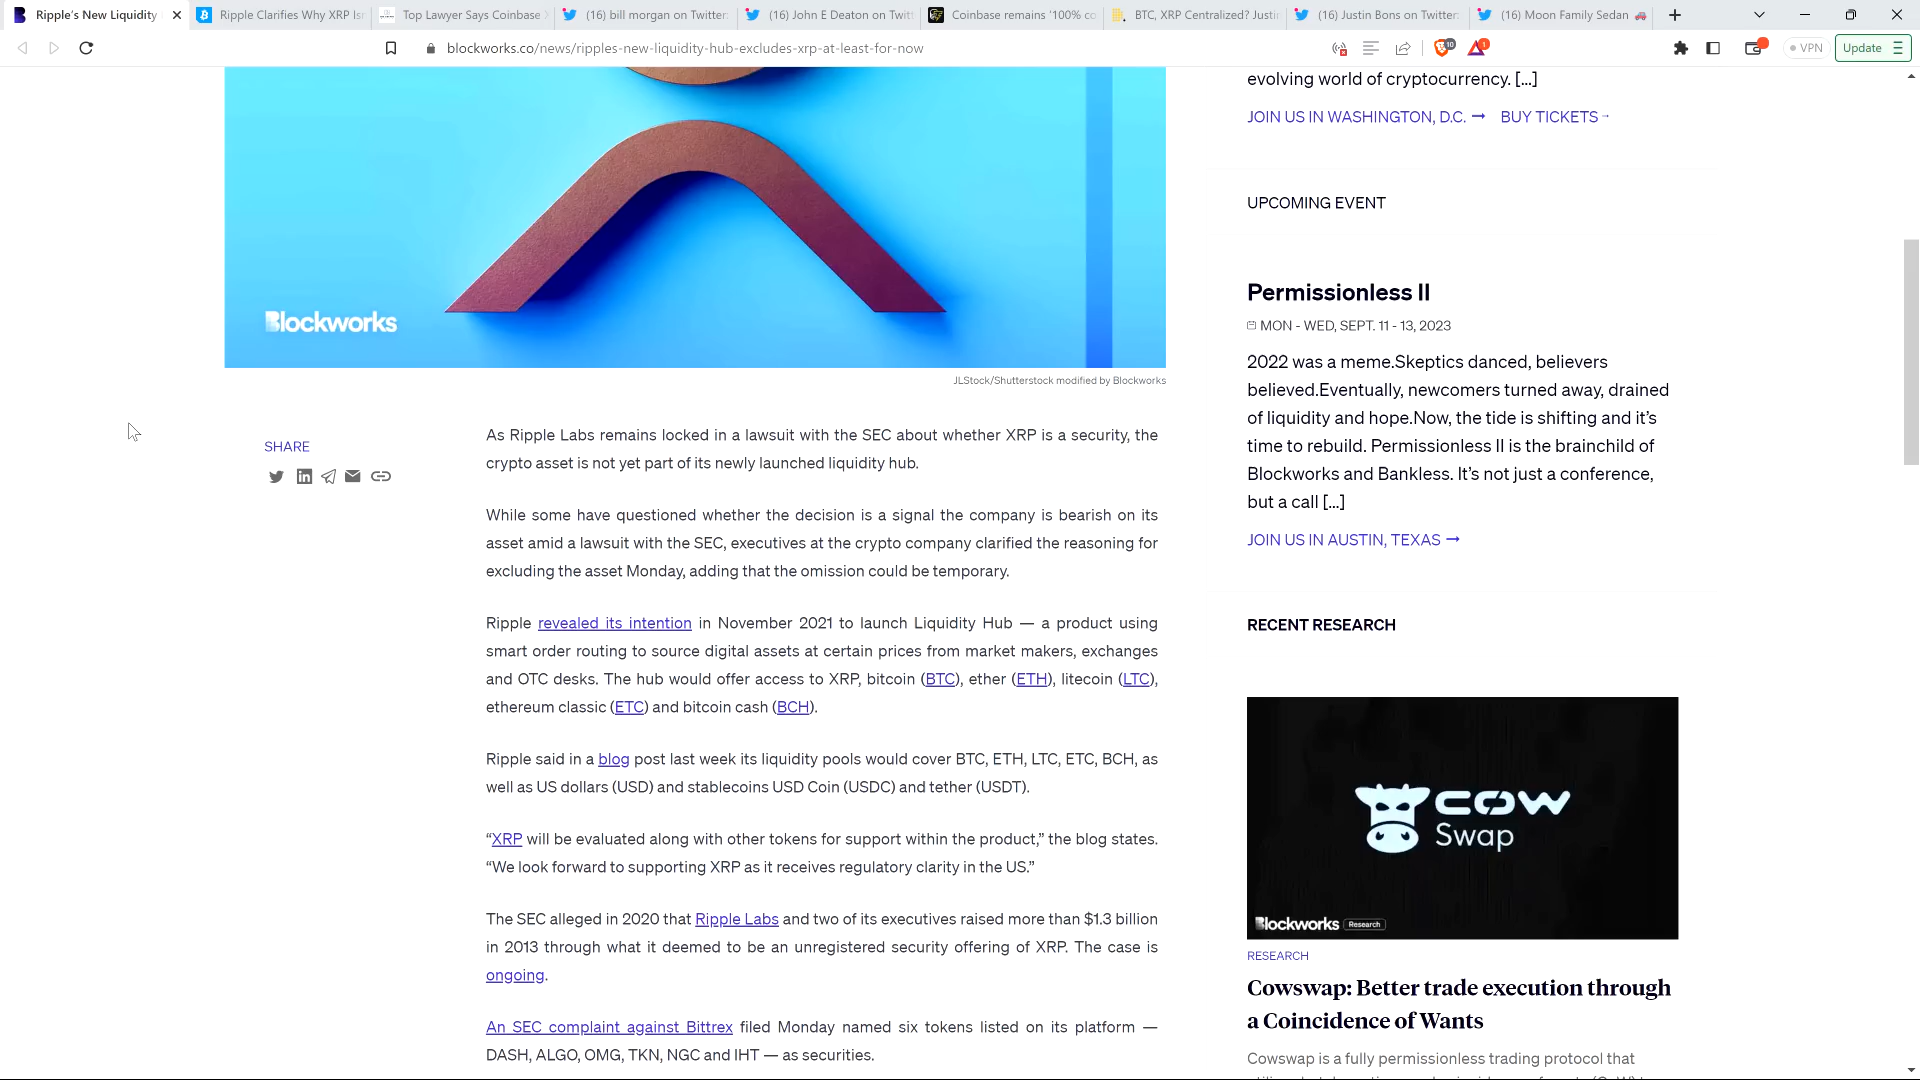 Ripple's New Liquidity
Ripple Clarifies Why XRP Is
Top Lawyer Says Coinbase
(16) bill morgan on Twitter:
(16) John E Deaton on Twitt
Coinbase remains '100% co
BTC, XRP Centralized? Justin
(16) Justin Bons on Twitter:
(16) Moon Family Sedan
blockworks.co/news/ripples-new-liquidity-hub-excludes-xrp-at-least-for-now
10
1
VPN
Update
Blockworks
JLStock/Shutterstock modified by Blockworks
SHARE
As Ripple Labs remains locked in a lawsuit with the SEC about whether XRP is a security, the
crypto asset is not yet part of its newly launched liquidity hub.
While some have questioned whether the decision is a signal the company is bearish on its
asset amid a lawsuit with the SEC, executives at the crypto company clarified the reasoning for
excluding the asset Monday, adding that the omission could be temporary.
Ripple revealed its intention in November 2021 to launch Liquidity Hub — a product using
smart order routing to source digital assets at certain prices from market makers, exchanges
and OTC desks. The hub would offer access to XRP, bitcoin (BTC), ether (ETH), litecoin (LTC),
ethereum classic (ETC) and bitcoin cash (BCH).
Ripple said in a blog post last week its liquidity pools would cover BTC, ETH, LTC, ETC, BCH, as
well as US dollars (USD) and stablecoins USD Coin (USDC) and tether (USDT).
“XRP will be evaluated along with other tokens for support within the product,” the blog states.
“We look forward to supporting XRP as it receives regulatory clarity in the US.”
The SEC alleged in 2020 that Ripple Labs and two of its executives raised more than $1.3 billion
in 2013 through what it deemed to be an unregistered security offering of XRP. The case is
ongoing.
An SEC complaint against Bittrex filed Monday named six tokens listed on its platform —
DASH, ALGO, OMG, TKN, NGC and IHT — as securities.
evolving world of cryptocurrency. [...]
JOIN US IN WASHINGTON, D.C. → BUY TICKETS →
UPCOMING EVENT
Permissionless II
MON - WED, SEPT. 11 - 13, 2023
2022 was a meme.Skeptics danced, believers
believed.Eventually, newcomers turned away, drained
of liquidity and hope.Now, the tide is shifting and it’s
time to rebuild. Permissionless II is the brainchild of
Blockworks and Bankless. It’s not just a conference,
but a call [...]
JOIN US IN AUSTIN, TEXAS →
RECENT RESEARCH
COW
Swap
Blockworks Research
RESEARCH
Cowswap: Better trade execution through
a Coincidence of Wants
Cowswap is a fully permissionless trading protocol that